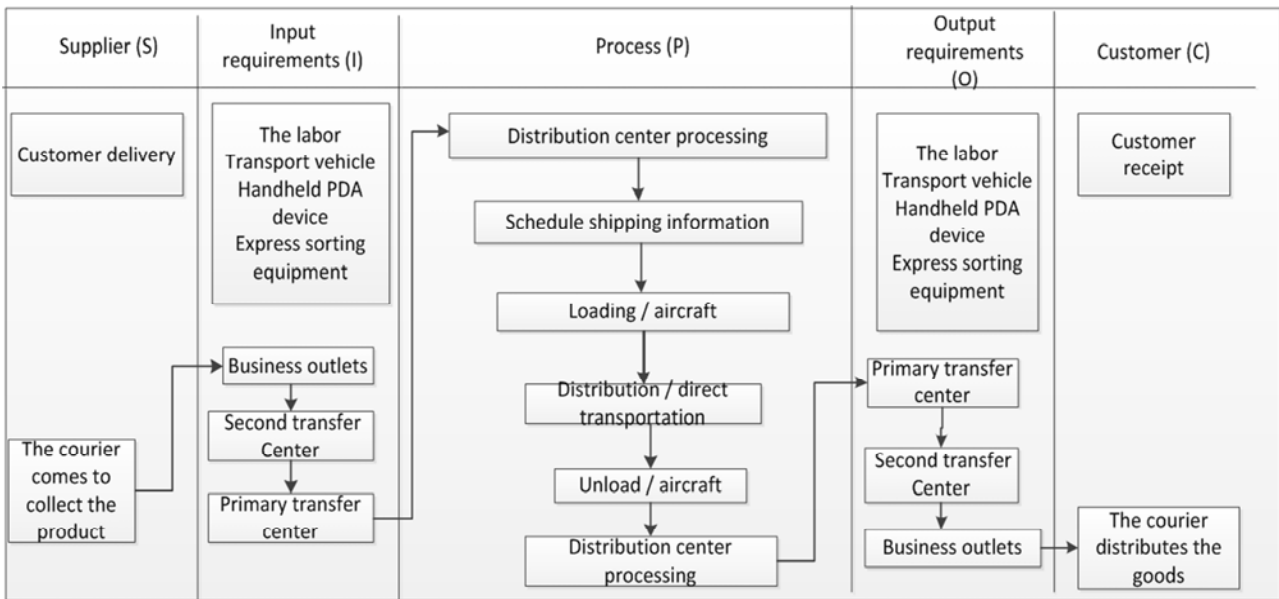 Supplier (S)
Input
requirements (I)
Process (P)
Output
requirements
(O)
Customer (C)
Customer delivery
The labor
Transport vehicle
Handheld PDA
device
Express sorting
equipment
Business outlets
Second transfer
Center
Primary transfer
center
The courier
comes to
collect the
product
Distribution center processing
Schedule shipping information
Loading / aircraft
Distribution / direct
transportation
Unload / aircraft
Distribution center
processing
The labor
Transport vehicle
Handheld PDA
device
Express sorting
equipment
Primary transfer
center
Second transfer
Center
Business outlets
Customer
receipt
The courier
distributes the
goods